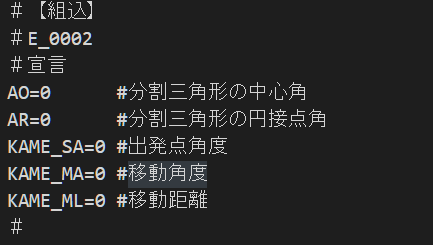 # 【組込】
# E_0002
# 宣言
AO=0      #分割三角形の中心角
AR=0      #分割三角形の円接点角
KAME_SA=0 #出発点角度
KAME_MA=0 #移動角度
KAME_ML=0 #移動距離
#